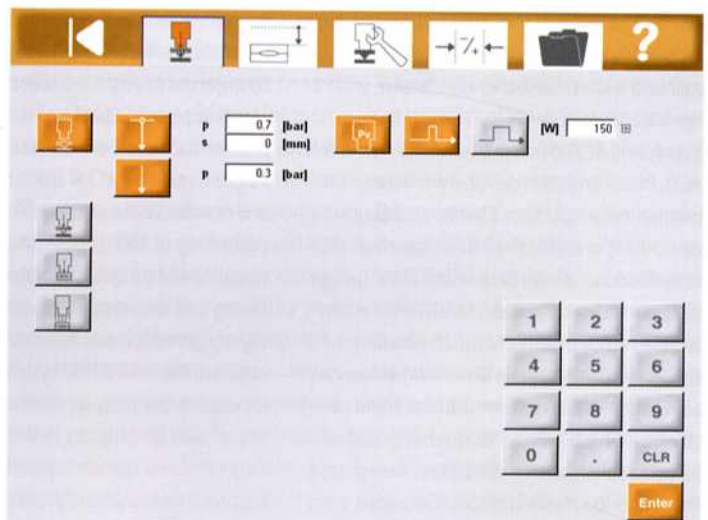 ?
p 0.7 [bar]
s 0 [mm]
Pv
[W] 150
p 0.3 [bar]
1 2 3
4 5 6
7 8 9
0 . CLR
Enter